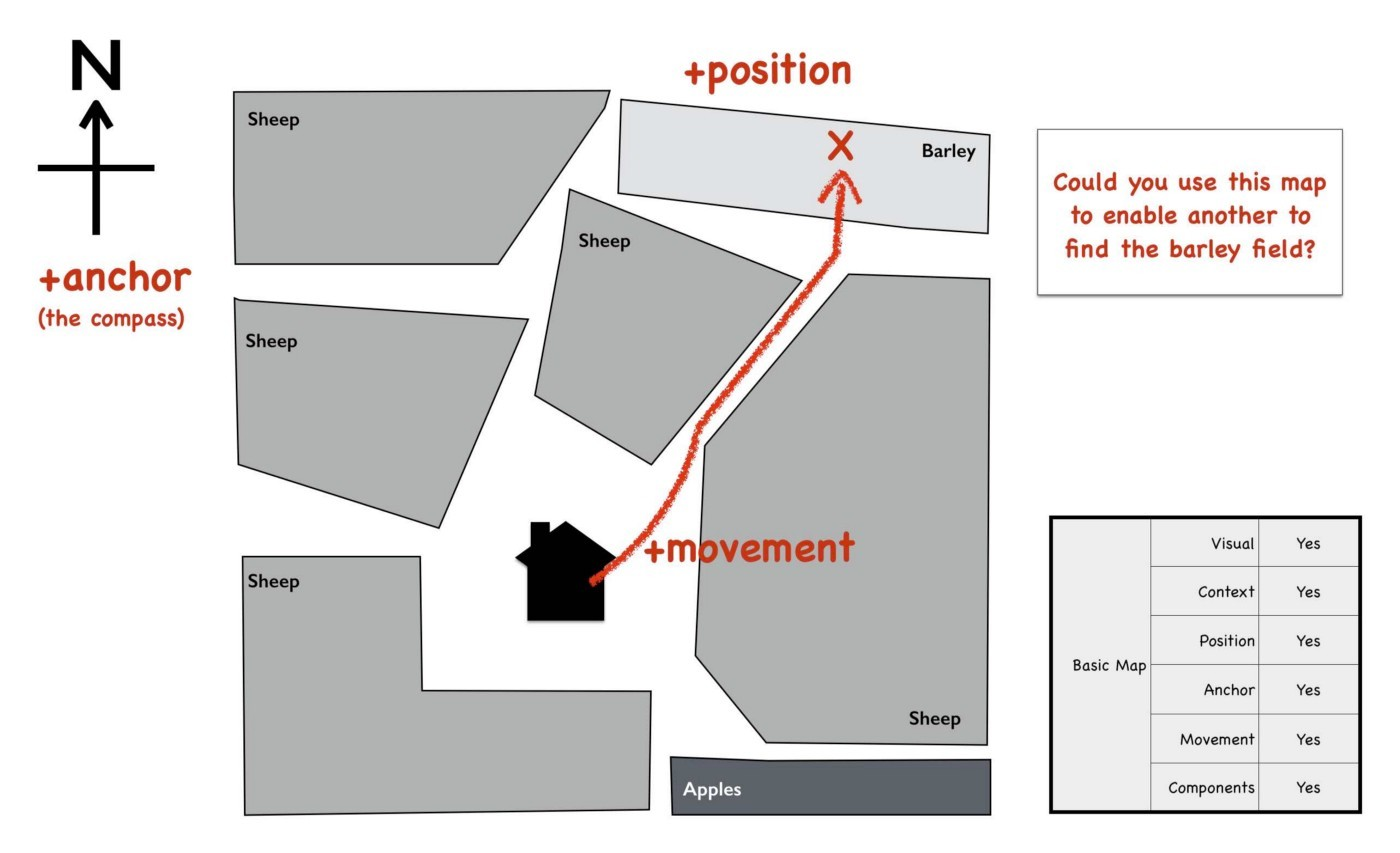 N
+anchor
(the compass)
+position
Sheep
Barley
Sheep
Sheep
+movement
Sheep
Sheep
Apples
Could you use this map
to enable another to
find the barley field?
Basic Map
Visual Yes
Context Yes
Position Yes
Anchor Yes
Movement Yes
Components Yes